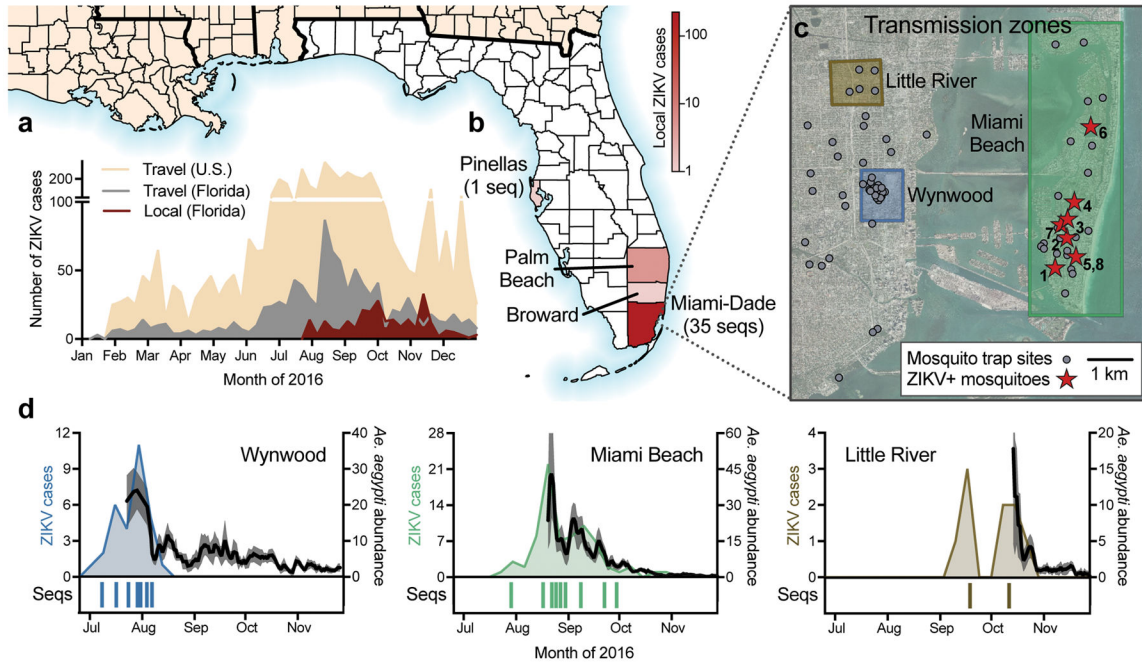 a
Travel (U.S.)
Travel (Florida)
Local (Florida)
Number of ZIKV cases
200
100
50
0
Jan Feb Mar Apr May Jun Jul Aug Sep Oct Nov Dec
Month of 2016
b
Local ZIKV cases
100
10
1
Pinellas
(1 seq)
Palm
Beach
Broward
Miami-Dade
(35 seqs)
c
Transmission zones
Little River
Miami
Beach
Wynwood
6
4
3
7
2
5,8
1
Mosquito trap sites
ZIKV+ mosquitoes
1 km
d
Wynwood
ZIKV cases
12
9
6
3
0
40
30
20
10
0
Ae. aegypti abundance
Seqs
Jul Aug Sep Oct Nov
Miami Beach
ZIKV cases
28
21
14
7
0
60
45
30
15
0
Ae. aegypti abundance
Seqs
Jul Aug Sep Oct Nov
Month of 2016
Little River
ZIKV cases
4
3
2
1
0
20
15
10
5
0
Ae. aegypti abundance
Seqs
Jul Aug Sep Oct Nov